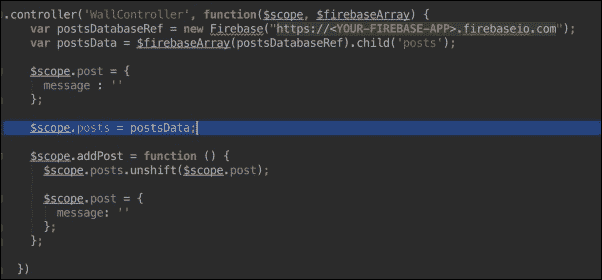 .controller('WallController', function($scope, $firebaseArray) {
var postsDatabaseRef = new Firebase("https://<YOUR-FIREBASE-APP>.firebaseio.com");
var postsData = $firebaseArray(postsDatabaseRef).child('posts');
$scope.post = {
message : ''
};
$scope.posts = postsData;
$scope.addPost = function () {
$scope.posts.unshift($scope.post);
$scope.post = {
message: ''
};
};
})